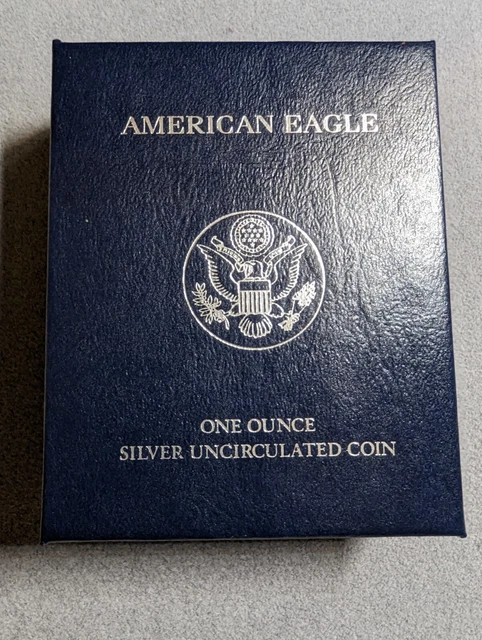 AMERICAN EAGLE
ONE OUNCE
SILVER UNCIRCULATED COIN